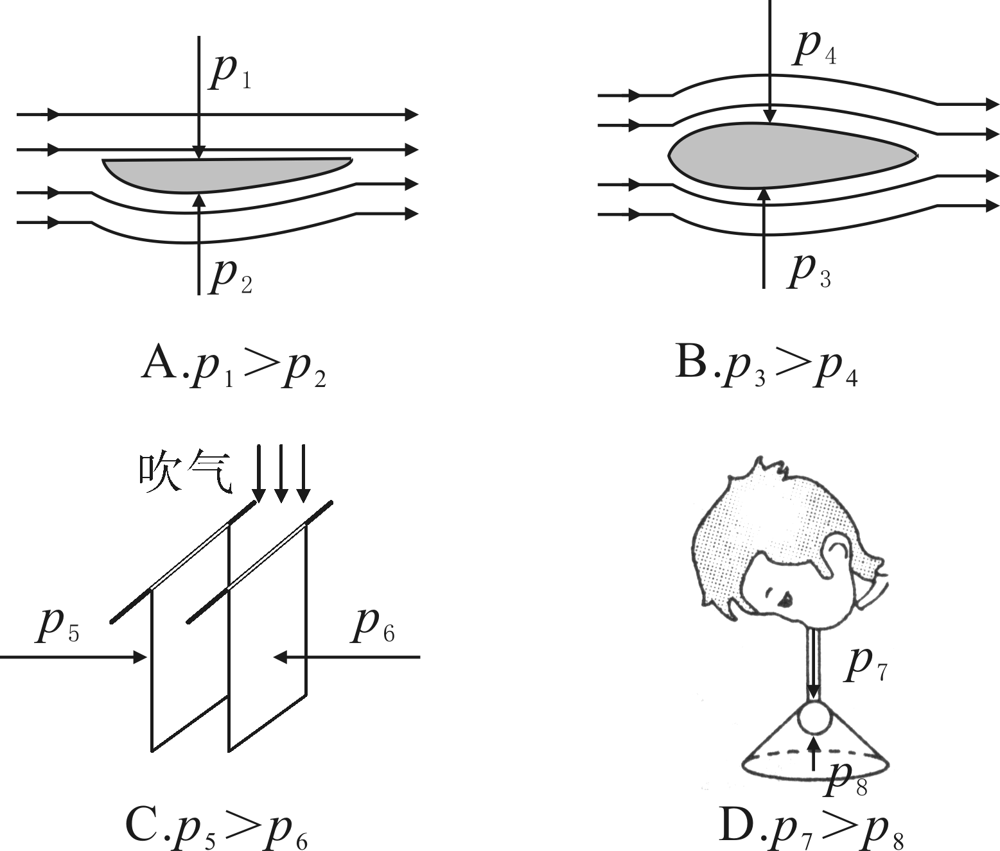 p₁
p₄
p₂
p₃
A.p₁>p₂
B.p₃>p₄
吹气
p₅
p₆
p₇
p₈
C.p₅>p₆
D.p₇>p₈